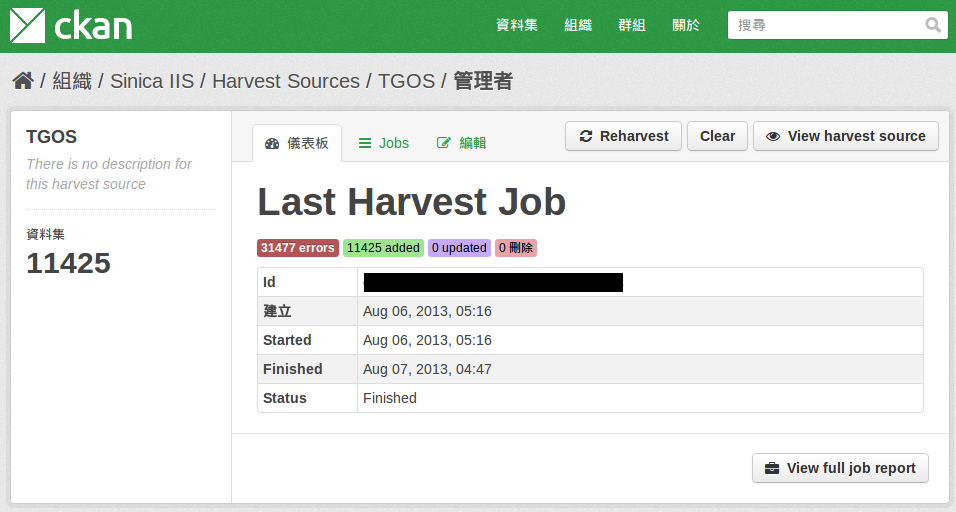 ckan 資料集 組織 群組 關於 搜尋
/ 組織 / Sinica IIS / Harvest Sources / TGOS / 管理者
TGOS
There is no description for
this harvest source
資料集
11425
儀表板 Jobs 編輯 Reharvest Clear View harvest source
Last Harvest Job
31477 errors 11425 added 0 updated 0 刪除
Id
建立 Aug 06, 2013, 05:16
Started Aug 06, 2013, 05:16
Finished Aug 07, 2013, 04:47
Status Finished
View full job report